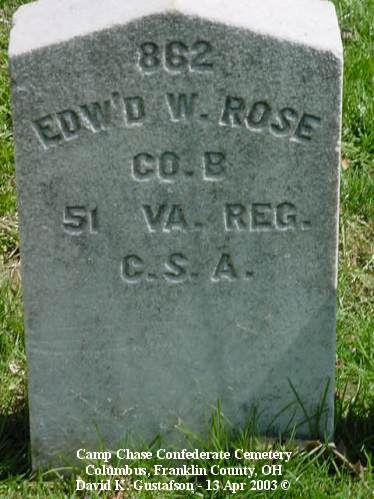 862
EDW'D W. ROSE
CO. B
51 VA. REG.
C. S. A.
Camp Chase Confederate Cemetery
Columbus, Franklin County, OH
David K. Gustafson - 13 Apr 2003 ©